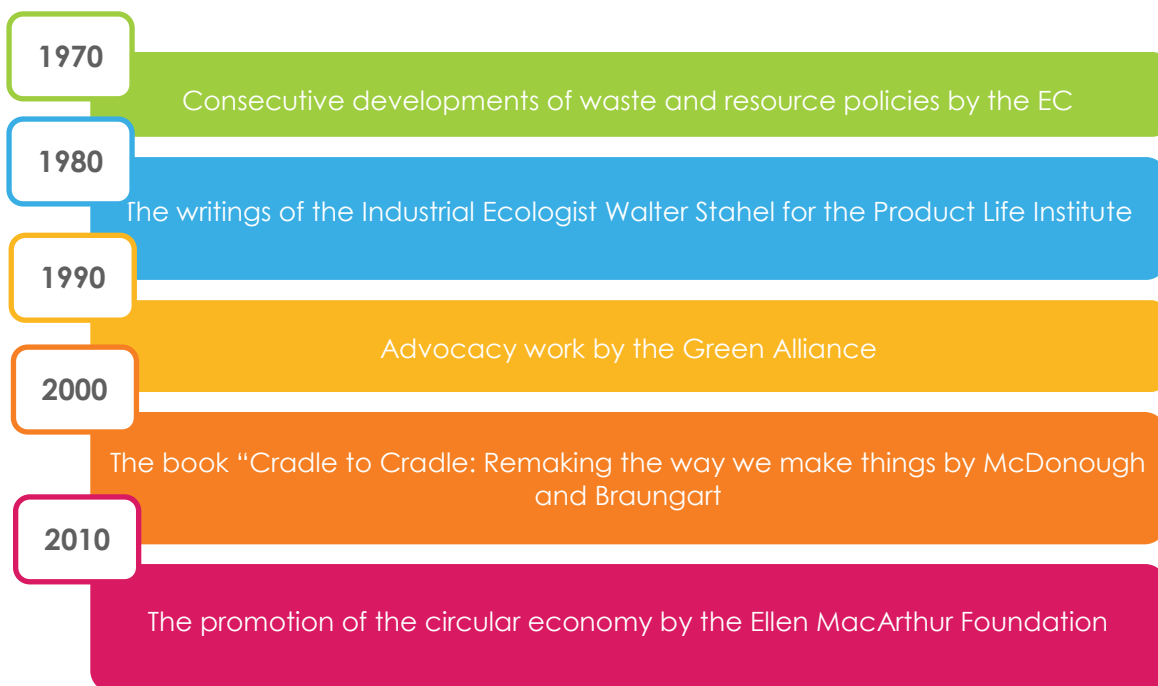 1970
Consecutive developments of waste and resource policies by the EC
1980
The writings of the Industrial Ecologist Walter Stahel for the Product Life Institute
1990
Advocacy work by the Green Alliance
2000
The book “Cradle to Cradle: Remaking the way we make things by McDonough
and Braungart
2010
The promotion of the circular economy by the Ellen MacArthur Foundation